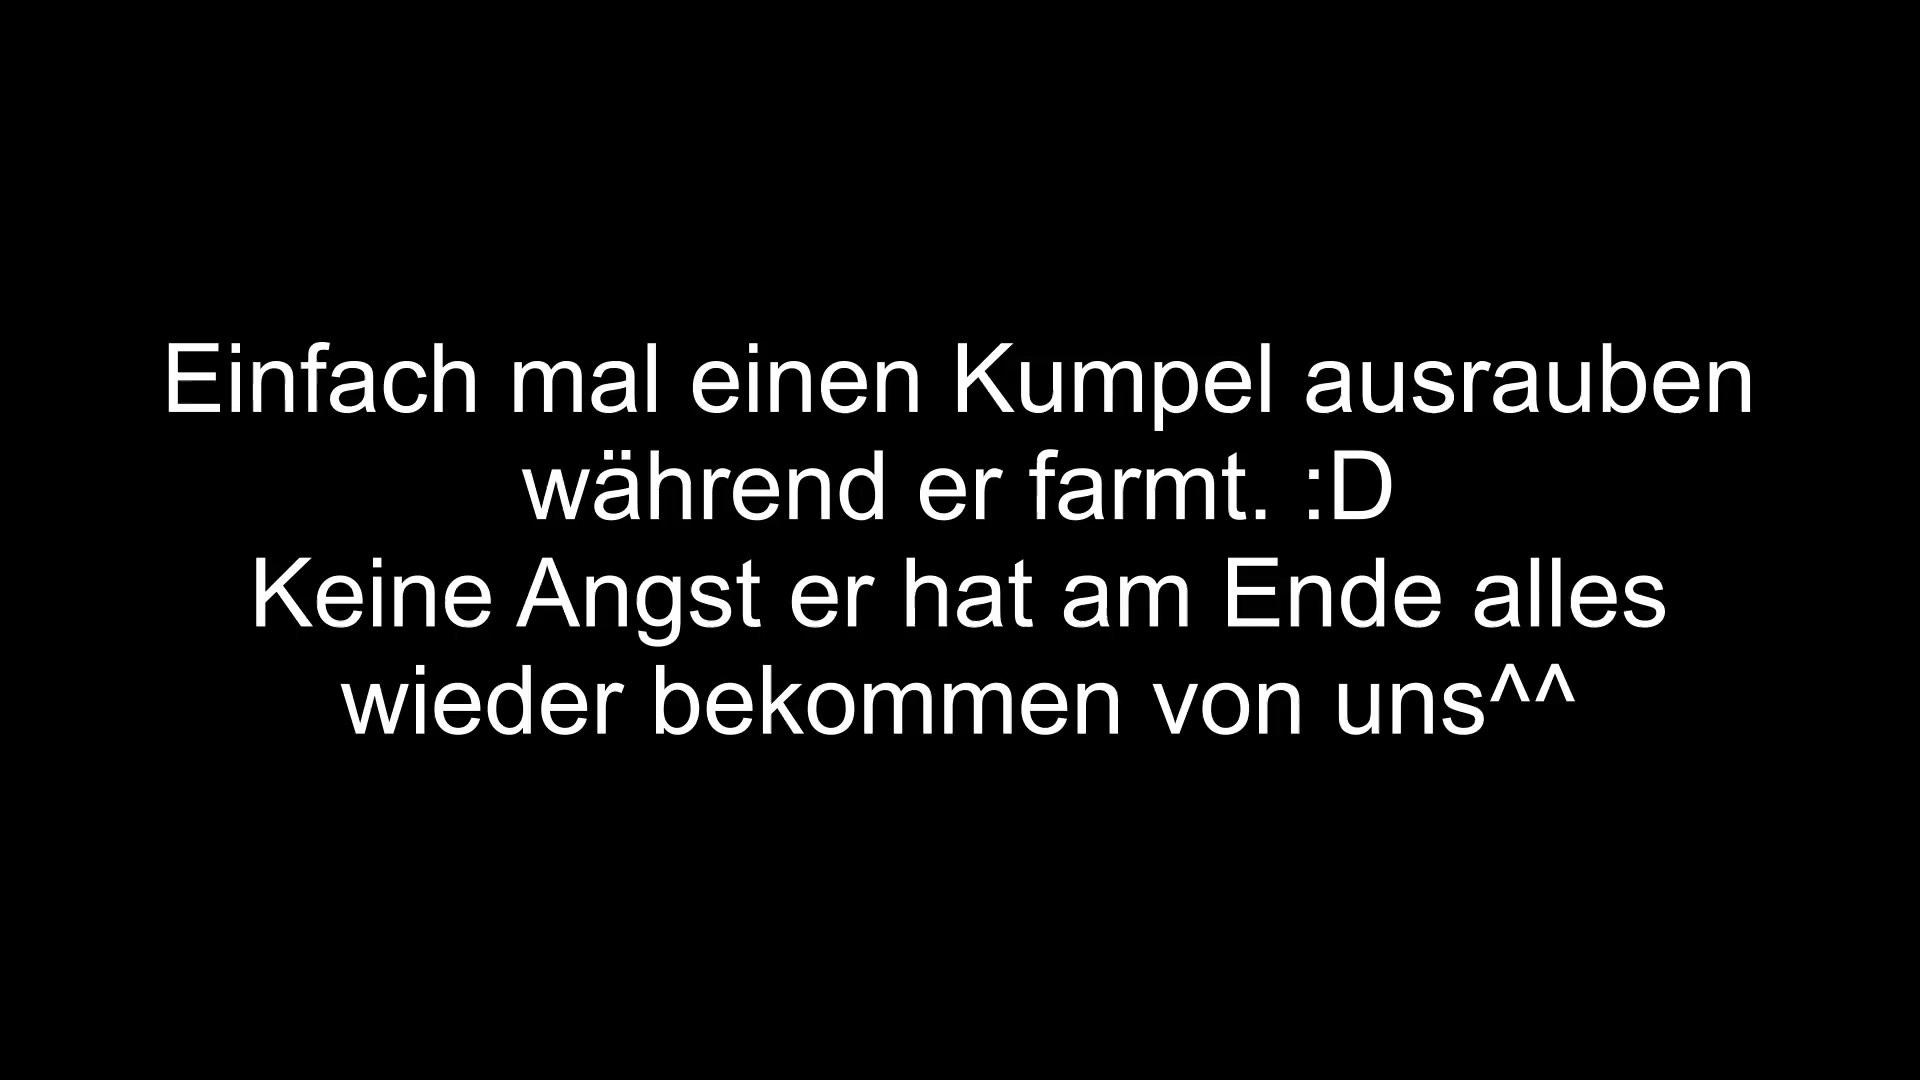 Einfach mal einen Kumpel ausrauben
während er farmt. :D
Keine Angst er hat am Ende alles
wieder bekommen von uns^^